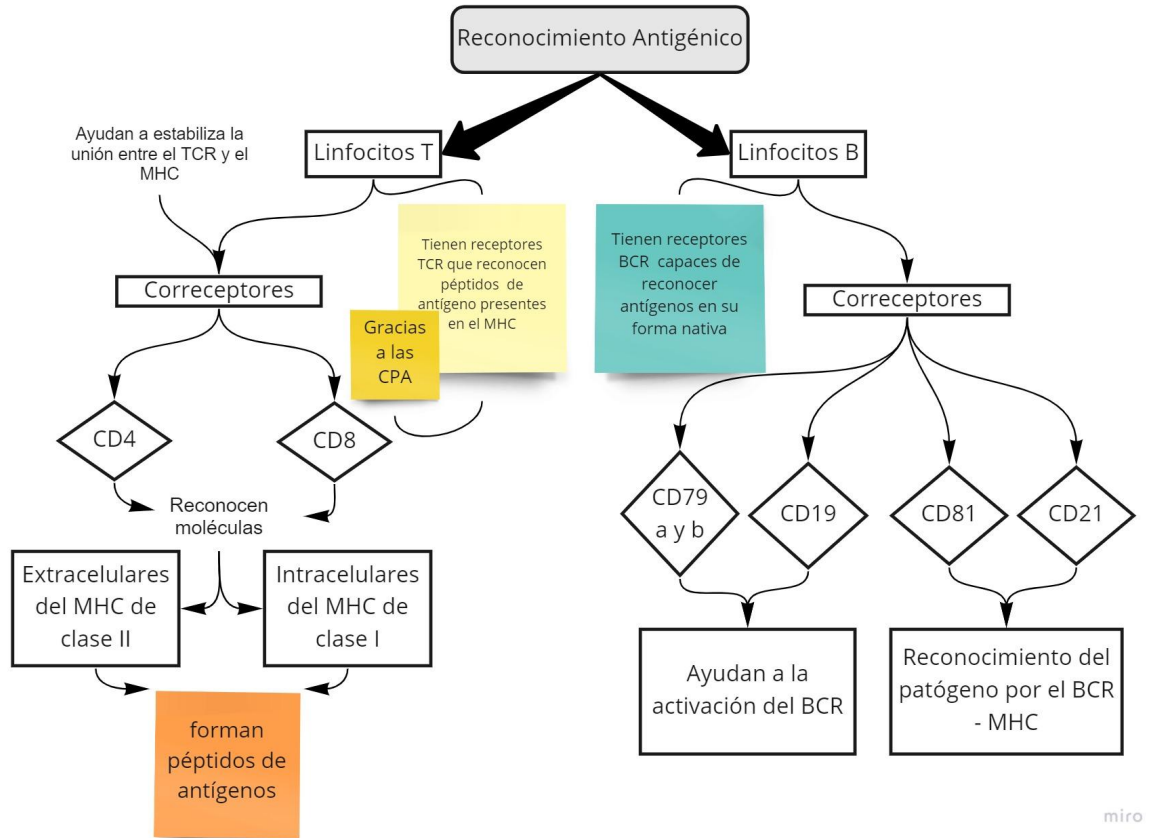 Reconocimiento Antigénico
Ayudan a estabiliza la
unión entre el TCR y el
MHC
Linfocitos T
Linfocitos B
Tienen receptores
TCR que reconocen
péptidos de
antígeno presentes
en el MHC
Gracias
a las
CPA
Tienen receptores
BCR capaces de
reconocer
antígenos en su
forma nativa
Correceptores
Correceptores
CD4
CD8
CD79
a y b
CD19
CD81
CD21
Reconocen
moléculas
Extracelulares
del MHC de
clase II
Intracelulares
del MHC de
clase I
forman
péptidos de
antígenos
Ayudan a la
activación del BCR
Reconocimiento del
patógeno por el BCR
- MHC
miro